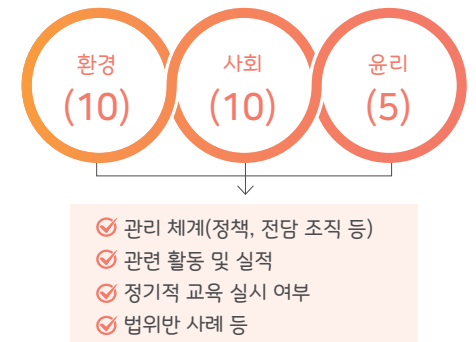 환경
(10)
사회
(10)
윤리
(5)
관리 체계(정책, 전담 조직 등)
관련 활동 및 실적
정기적 교육 실시 여부
법위반 사례 등